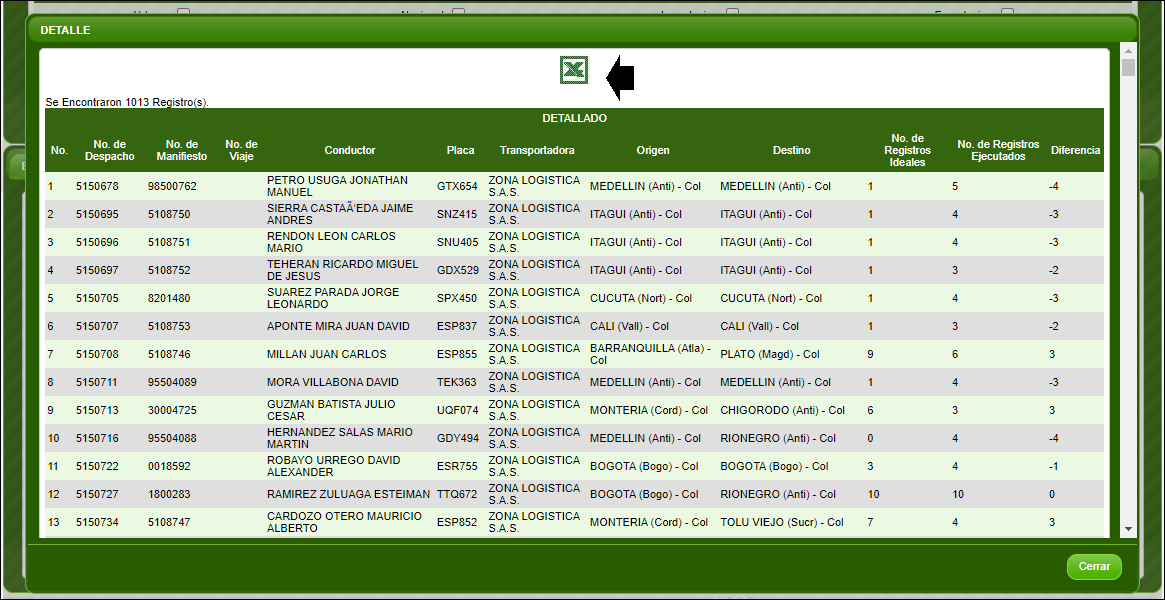 DETALLE
Se Encontraron 1013 Registro(s).
DETALLADO
No. No. de Despacho No. de Manifiesto No. de Viaje Conductor Placa Transportadora Origen Destino No. de Registros Ideales No. de Registros Ejecutados Diferencia
1 5150678 98500762 PETRO USUGA JONATHAN MANUEL GTX654 ZONA LOGISTICA S.A.S. MEDELLIN (Anti) - Col MEDELLIN (Anti) - Col 1 5 -4
2 5150695 5108750 SIERRA CASTAÃ‘EDA JAIME ANDRES SNZ415 ZONA LOGISTICA S.A.S. ITAGUI (Anti) - Col ITAGUI (Anti) - Col 1 4 -3
3 5150696 5108751 RENDON LEON CARLOS MARIO SNU405 ZONA LOGISTICA S.A.S. ITAGUI (Anti) - Col ITAGUI (Anti) - Col 1 4 -3
4 5150697 5108752 TEHERAN RICARDO MIGUEL DE JESUS GDX529 ZONA LOGISTICA S.A.S. ITAGUI (Anti) - Col ITAGUI (Anti) - Col 1 3 -2
5 5150705 8201480 SUAREZ PARADA JORGE LEONARDO SPX450 ZONA LOGISTICA S.A.S. CUCUTA (Nort) - Col CUCUTA (Nort) - Col 1 4 -3
6 5150707 5108753 APONTE MIRA JUAN DAVID ESP837 ZONA LOGISTICA S.A.S. CALI (Vall) - Col CALI (Vall) - Col 1 3 -2
7 5150708 5108746 MILLAN JUAN CARLOS ESP855 ZONA LOGISTICA S.A.S. BARRANQUILLA (Atla) - Col PLATO (Magd) - Col 9 6 3
8 5150711 95504089 MORA VILLABONA DAVID TEK363 ZONA LOGISTICA S.A.S. MEDELLIN (Anti) - Col MEDELLIN (Anti) - Col 1 4 -3
9 5150713 30004725 GUZMAN BATISTA JULIO CESAR UQF074 ZONA LOGISTICA S.A.S. MONTERIA (Cord) - Col CHIGORODO (Anti) - Col 6 3 3
10 5150716 95504088 HERNANDEZ SALAS MARIO MARTIN GDY494 ZONA LOGISTICA S.A.S. MEDELLIN (Anti) - Col RIONEGRO (Anti) - Col 0 4 -4
11 5150722 0018592 ROBAYO URREGO DAVID ALEXANDER ESR755 ZONA LOGISTICA S.A.S. BOGOTA (Bogo) - Col BOGOTA (Bogo) - Col 3 4 -1
12 5150727 1800283 RAMIREZ ZULUAGA ESTEIMAN TTQ672 ZONA LOGISTICA S.A.S. BOGOTA (Bogo) - Col RIONEGRO (Anti) - Col 10 10 0
13 5150734 5108747 CARDOZO OTERO MAURICIO ALBERTO ESP852 ZONA LOGISTICA S.A.S. MONTERIA (Cord) - Col TOLU VIEJO (Sucr) - Col 7 4 3
Cerrar